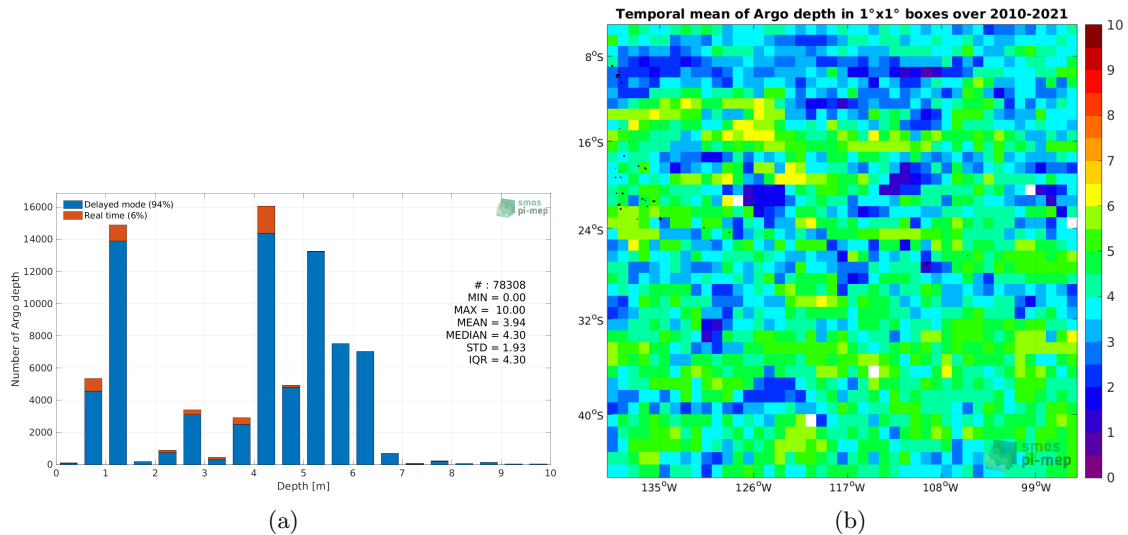 Delayed mode (94%)
Real time (6%)
smos
pi-mep
16000
14000
12000
10000
8000
6000
4000
2000
0
Number of Argo depth
# : 78308
MIN = 0.00
MAX = 10.00
MEAN = 3.94
MEDIAN = 4.30
STD = 1.93
IQR = 4.30
0 1 2 3 4 5 6 7 8 9 10
Depth [m]
(a)
Temporal mean of Argo depth in 1°x1° boxes over 2010-2021
8°S
16°S
24°S
32°S
40°S
135°W 126°W 117°W 108°W 99°W
smos
pi-mep
10
9
8
7
6
5
4
3
2
1
0
(b)